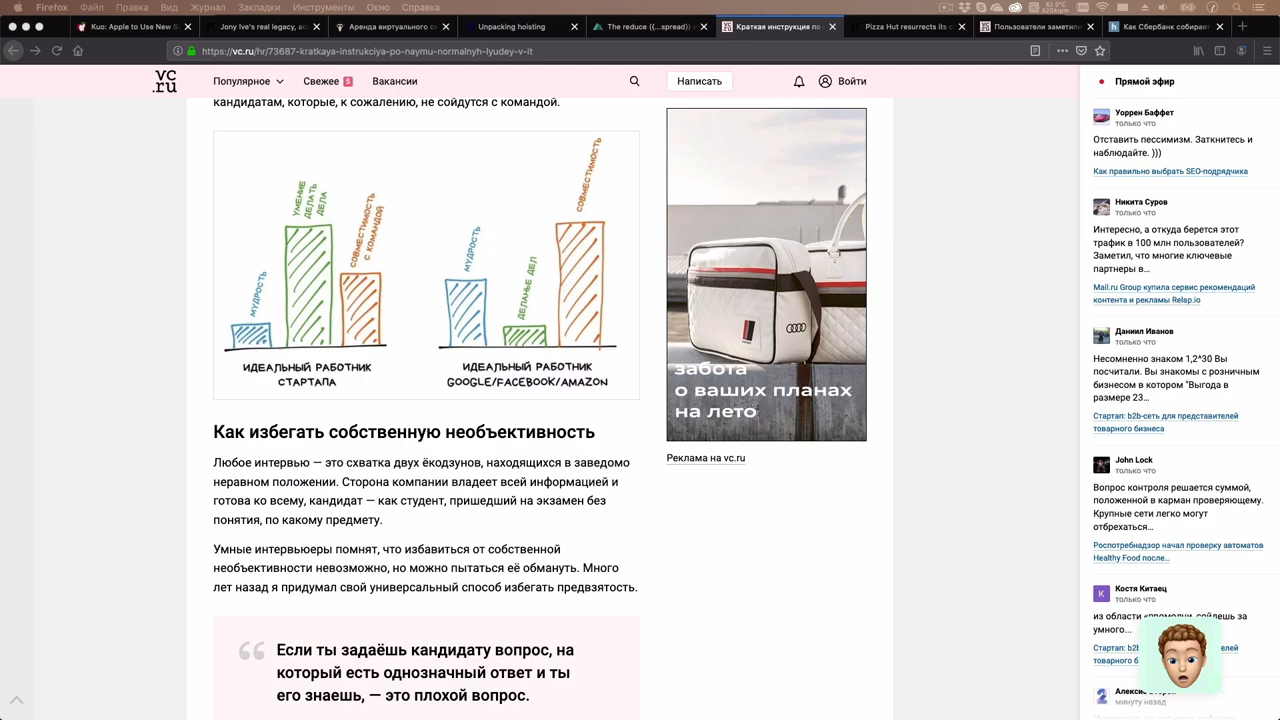 Firefox Файл Правка Вид Журнал Закладки Инструменты Окно Справка
Kuo: Apple to Use New S
Jony Ive's real legacy, acc
Аренда виртуального се
Unpacking hoisting
The reduce ({...spread}) e
Краткая инструкция по
Pizza Hut resurrects its c
Пользователи заметили
Как Сбербанк собирает
https://vc.ru/hr/73687-kratkaya-instrukciya-po-naymu-normalnyh-lyudey-v-it
vc
.ru
Популярное
Свежее 5
Вакансии
Написать
Войти
кандидатам, которые, к сожалению, не сойдутся с командой.
МУДРОСТЬ
УМЕНИЕ
ДЕЛАТЬ
ДЕЛА
СОВМЕСТИМОСТЬ
С КОМАНДОЙ
ИДЕАЛЬНЫЙ РАБОТНИК
СТАРТАПА
МУДРОСТЬ
ДЕЛАНЬЕ ДЕЛ
СОВМЕСТИМОСТЬ
ИДЕАЛЬНЫЙ РАБОТНИК
GOOGLE/FACEBOOK/AMAZON
Как избегать собственную необъективность
Любое интервью — это схватка двух ёкодзунов, находящихся в заведомо
неравном положении. Сторона компании владеет всей информацией и
готова ко всему, кандидат — как студент, пришедший на экзамен без
понятия, по какому предмету.
Умные интервьюеры помнят, что избавиться от собственной
лет назад я придумал свой универсальный способ избегать предвзятость.
Если ты задаёшь кандидату вопрос, на
который есть однозначный ответ и ты
его знаешь, — это плохой вопрос.
забота
о ваших планах
на лето
Реклама на vc.ru
Прямой эфир
Уоррен Баффет
только что
Отставить пессимизм. Заткнитесь и
наблюдайте. )))
Как правильно выбрать SEO-подрядчика
Никита Суров
только что
Интересно, а откуда берется этот
трафик в 100 млн пользователей?
Заметил, что многие ключевые
партнеры в...
Mail.ru Group купила сервис рекомендаций
контента и рекламы Relap.io
Даниил Иванов
только что
Несомненно знаком 1,2^30 Вы
посчитали. Вы знакомы с розничным
бизнесом в котором "Выгода в
размере 23...
Стартап: b2b-сеть для представителей
товарного бизнеса
John Lock
только что
Вопрос контроля решается суммой,
положенной в карман проверяющему.
Крупные сети легко могут
отбрехаться...
Роспотребнадзор начал проверку автоматов
Healthy Food после...
K
Костя Китаец
только что
из области «промолчи, сойдешь за
умного...
Стартап: b2b
товарного б
минуту назад